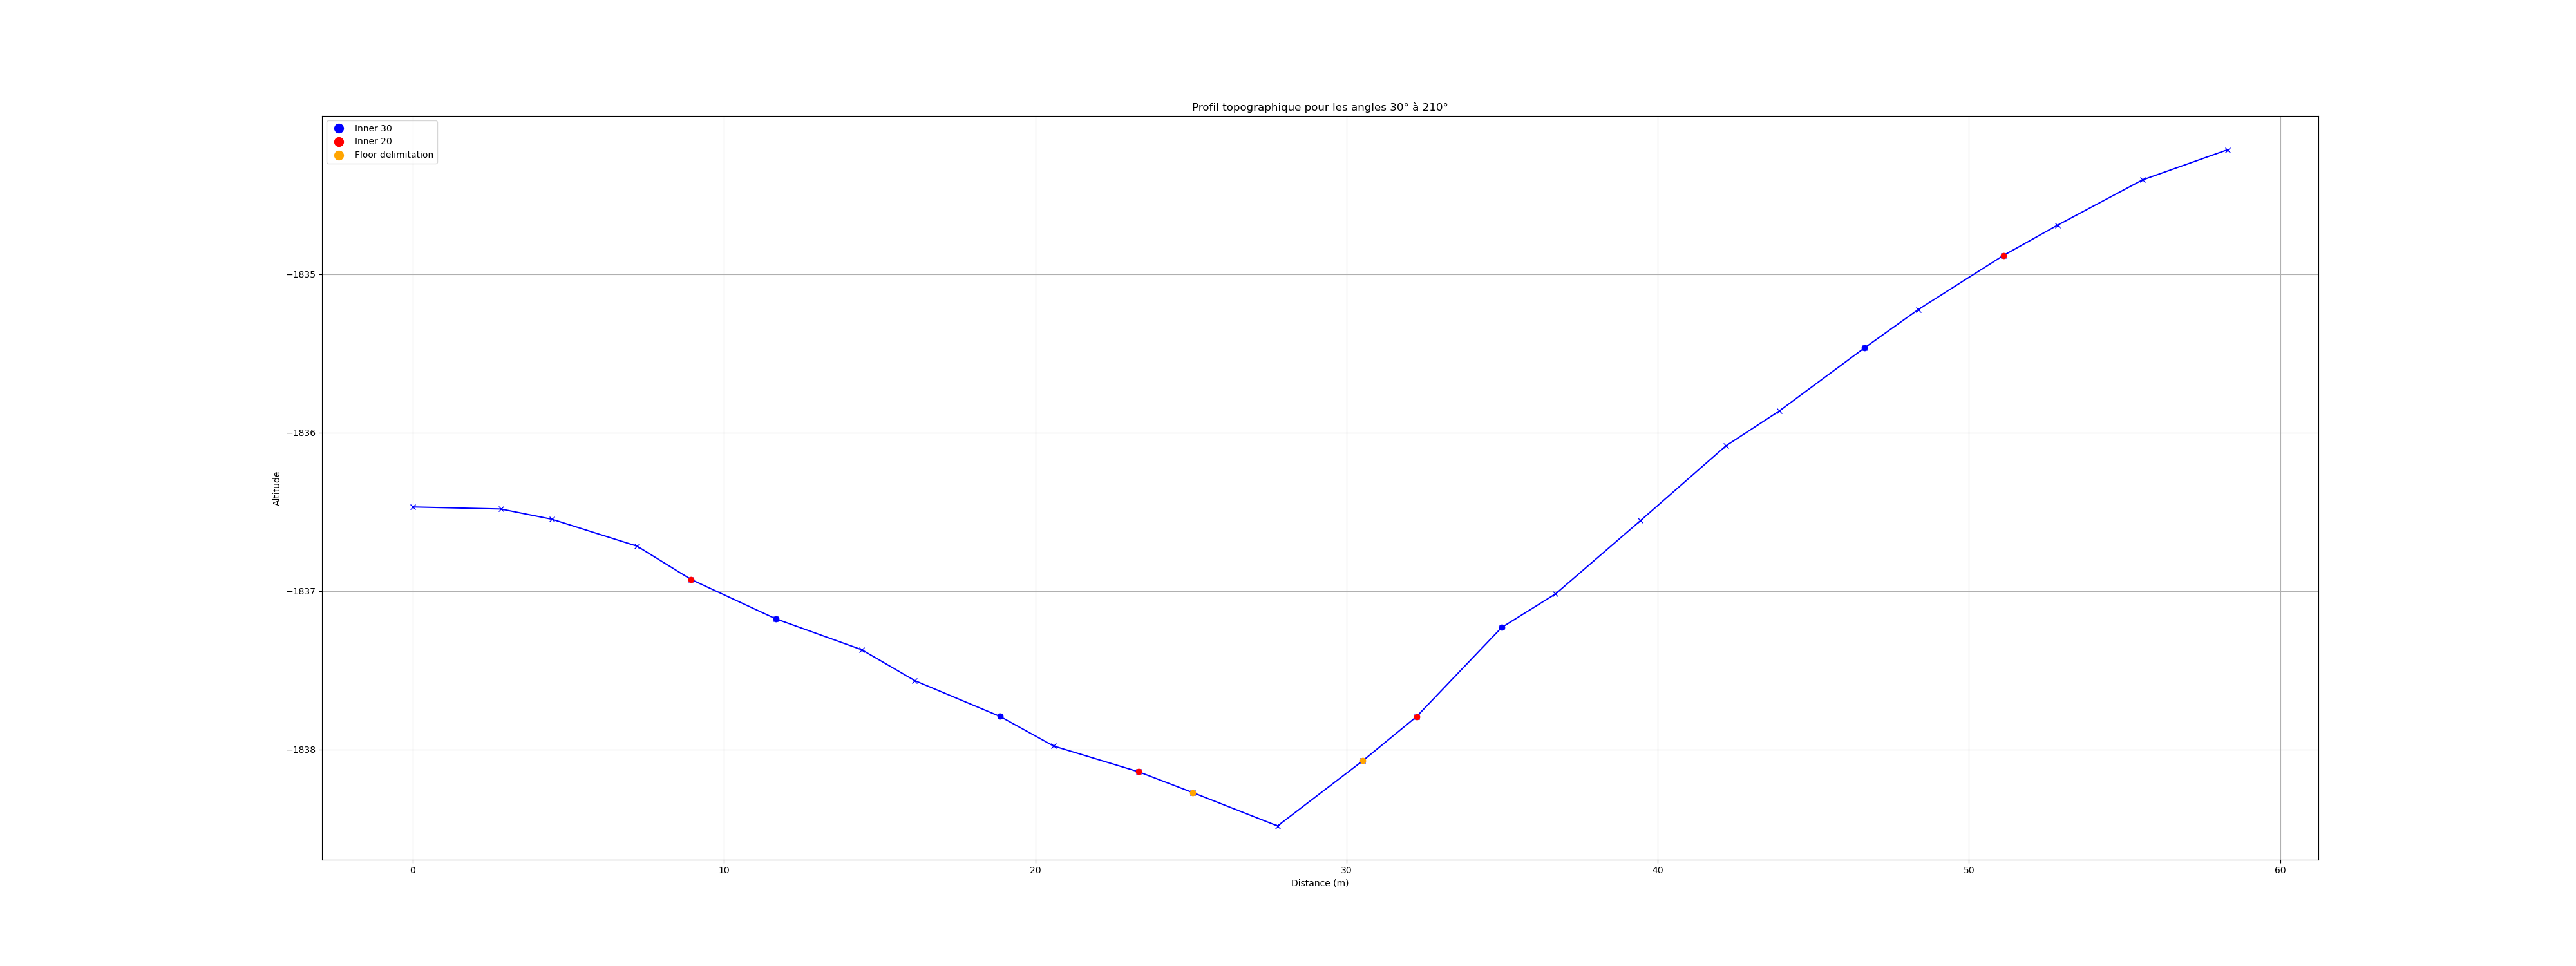 Profil topographique pour les angles 30° à 210°
Inner 30
Inner 20
Floor delimitation
−1835
−1836
−1837
−1838
Altitude
0 10 20 30 40 50 60
Distance (m)